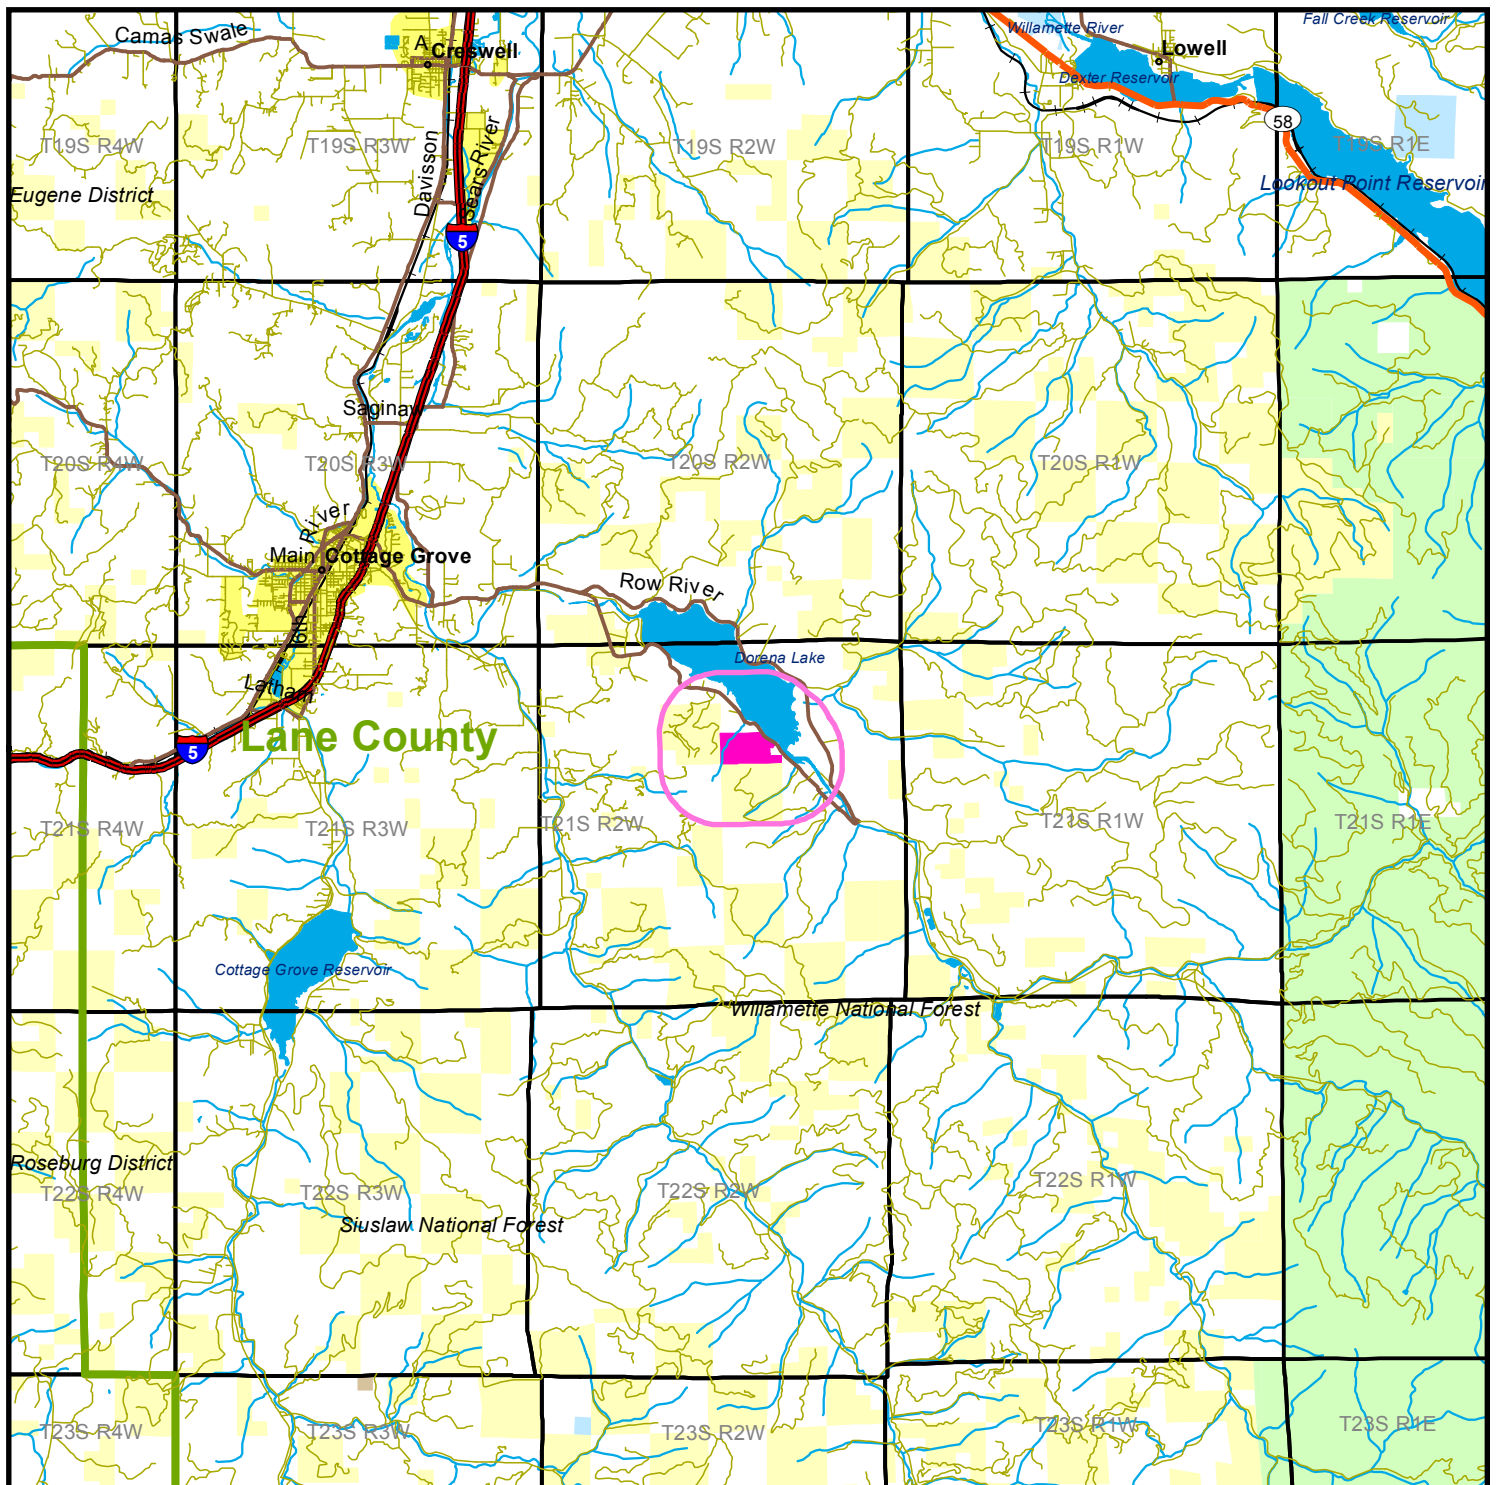 Camas Swale
A
Creswell
Willamette River
Lowell
Fall Creek Reservoir
Dexter Reservoir
58
T19S R4W
T19S R3W
T19S R2W
T19S R1W
T19S R1E
Eugene District
Davisson
Sears
River
Lookout Point Reservoir
5
Saginaw
T20S R4W
T20S R3W
T20S R2W
T20S R1W
River
Main
Cottage Grove
Row River
6th
Dorena Lake
Latham
Lane County
5
T21S R4W
T21S R3W
T21S R2W
T21S R1W
T21S R1E
Cottage Grove Reservoir
Willamette National Forest
Roseburg District
T22S R4W
T22S R3W
T22S R2W
T22S R1W
Siuslaw National Forest
T23S R4W
T23S R3W
T23S R2W
T23S R1W
T23S R1E